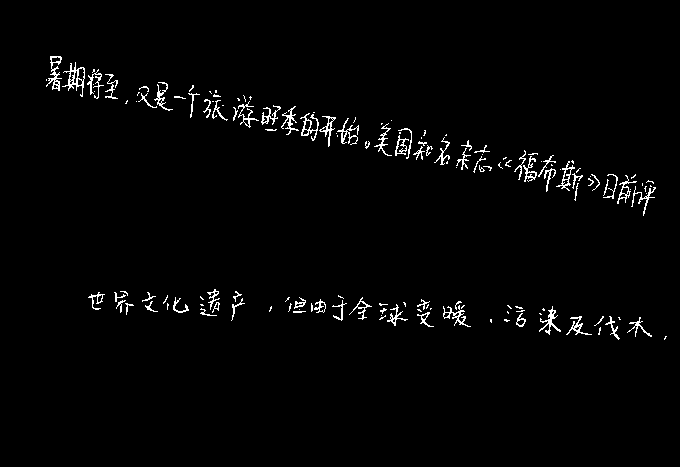 暑期将至，又是一个旅游旺季的开始。美国知名杂志《福布斯》日前评
世界文化遗产，但由于全球变暖、污染及伐木，